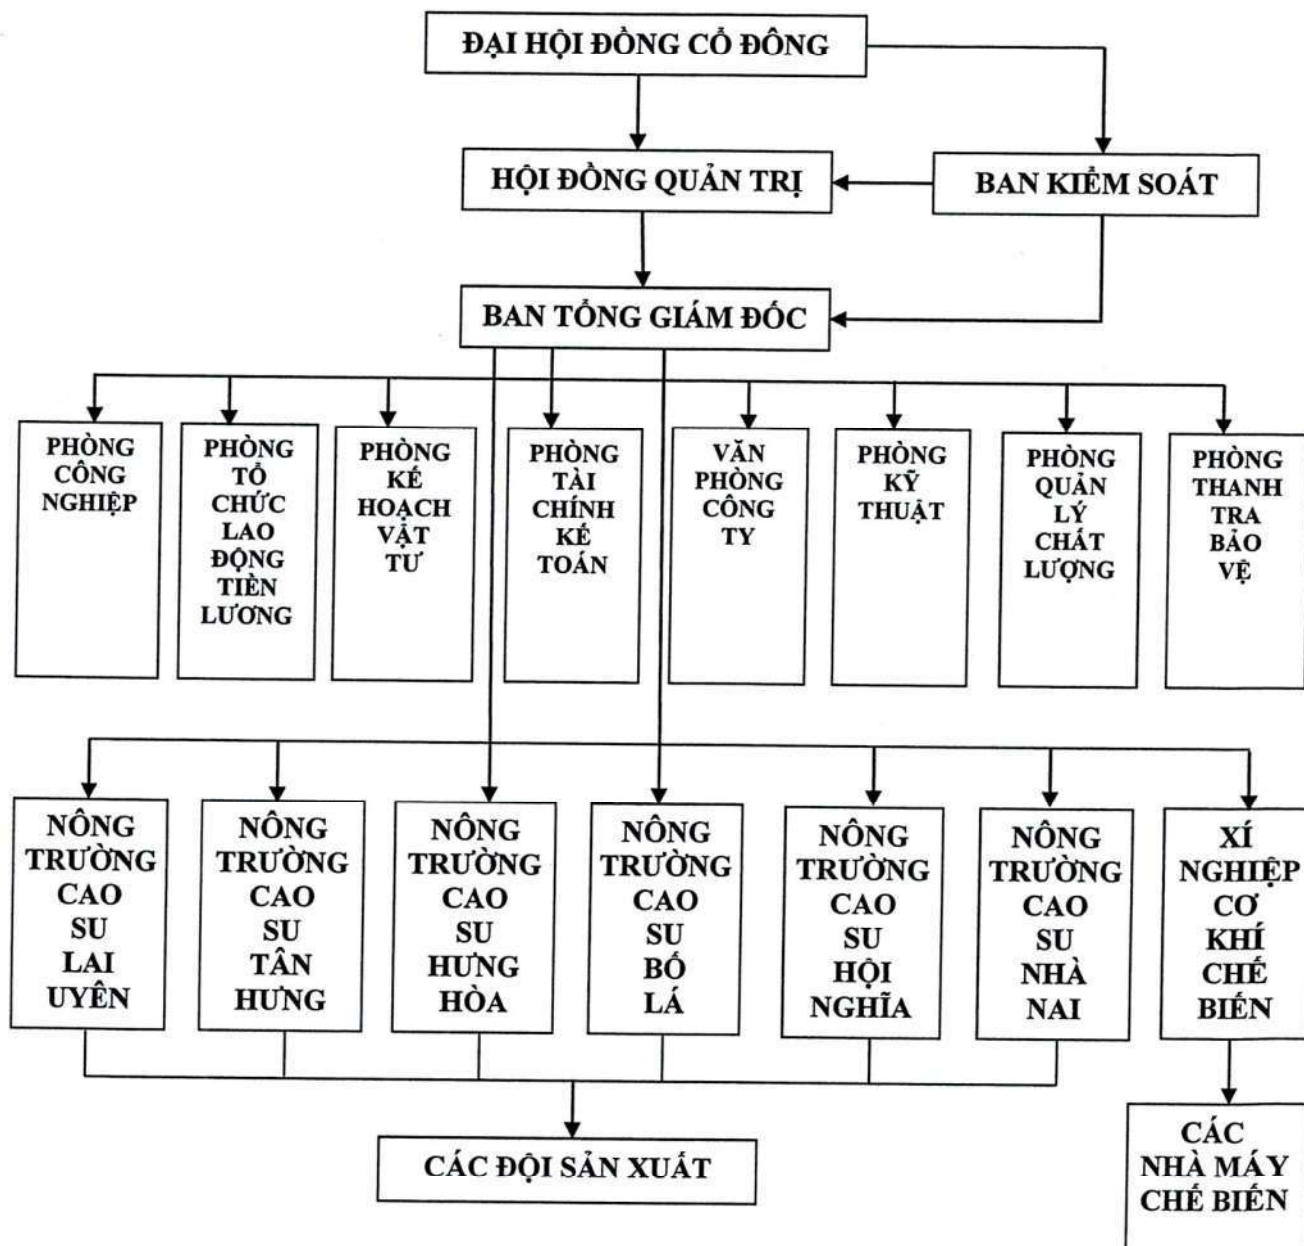 ĐẠI HỘI ĐỒNG CỔ ĐÔNG
HỘI ĐỒNG QUẢN TRỊ
BAN KIỂM SOÁT
BAN TỔNG GIÁM ĐỐC
PHÒNG
CÔNG
NGHIỆP
PHÒNG
TỔ
CHỨC
LAO
ĐỘNG
TIỀN
LƯƠNG
PHÒNG
KẾ
HOẠCH
VẬT
TƯ
PHÒNG
TÀI
CHÍNH
KẾ
TOÁN
VĂN
PHÒNG
CÔNG
TY
PHÒNG
KỸ
THUẬT
PHÒNG
QUẢN
LÝ
CHẤT
LƯỢNG
PHÒNG
THANH
TRA
BẢO
VỆ
NÔNG
TRƯỜNG
CAO
SU
LAI
UYÊN
NÔNG
TRƯỜNG
CAO
SU
TÂN
HƯNG
NÔNG
TRƯỜNG
CAO
SU
HƯNG
HÒA
NÔNG
TRƯỜNG
CAO
SU
BỐ
LÁ
NÔNG
TRƯỜNG
CAO
SU
HỘI
NGHĨA
NÔNG
TRƯỜNG
CAO
SU
NHÀ
NAI
XÍ
NGHIỆP
CƠ
KHÍ
CHẾ
BIẾN
CÁC ĐỘI SẢN XUẤT
CÁC
NHÀ MÁY
CHẾ BIẾN